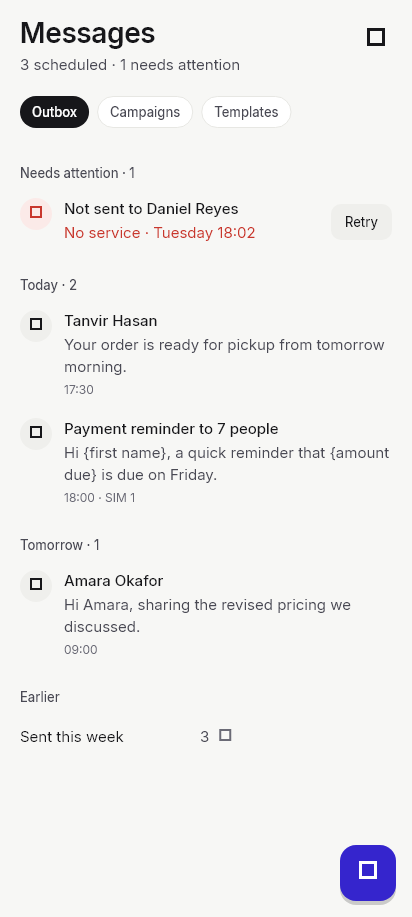 Messages
3 scheduled · 1 needs attention
Outbox
Campaigns
Templates
Needs attention · 1
Not sent to Daniel Reyes
No service · Tuesday 18:02
Retry
Today · 2
Tanvir Hasan
Your order is ready for pickup from tomorrow
morning.
17:30
Payment reminder to 7 people
Hi {first name}, a quick reminder that {amount
due} is due on Friday.
18:00 · SIM 1
Tomorrow · 1
Amara Okafor
Hi Amara, sharing the revised pricing we
discussed.
09:00
Earlier
Sent this week
3